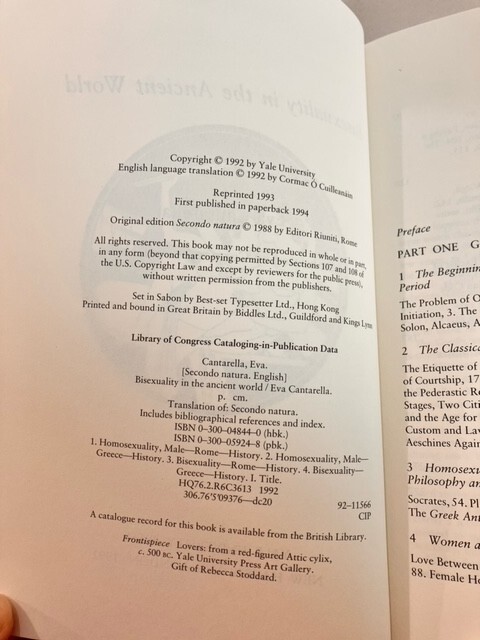 Copyright © 1992 by Yale University
English language translation © 1992 by Cormac Ó Cuilleanáin
Reprinted 1993
First published in paperback 1994
Original edition Secondo natura © 1988 by Editori Riuniti, Rome
All rights reserved. This book may not be reproduced in whole or in part,
in any form (beyond that copying permitted by Sections 107 and 108 of
the U.S. Copyright Law and except by reviewers for the public press),
without written permission from the publishers.
Set in Sabon by Best-set Typesetter Ltd., Hong Kong
Printed and bound in Great Britain by Biddles Ltd., Guildford and Kings Lynn
Library of Congress Cataloging-in-Publication Data
Cantarella, Eva.
[Secondo natura. English]
Bisexuality in the ancient world / Eva Cantarella.
p. cm.
Translation of: Secondo natura.
Includes bibliographical references and index.
ISBN 0–300–04844–0 (hbk.)
ISBN 0–300–05924–8 (pbk.)
1. Homosexuality, Male—Rome—History. 2. Homosexuality, Male—
Greece—History. 3. Bisexuality—Rome—History. 4. Bisexuality—
Greece—History. I. Title.
HQ76.2.R6C3613 1992
306.76'5'09376—dc20
92–11566
CIP
A catalogue record for this book is available from the British Library.
Frontispiece Lovers: from a red-figured Attic cylix,
c. 500 BC. Yale University Press Art Gallery.
Gift of Rebecca Stoddard.
Preface
PART ONE G
1 The Beginnin
Period
The Problem of O
Initiation, 3. The
Solon, Alcaeus, A
2 The Classica
The Etiquette of
of Courtship, 17
the Pederastic Re
Stages, Two Citi
and the Age for
Custom and Law
Aeschines Again
3 Homosexu
Philosophy an
Socrates, 54. Pl
The Greek Ant
4 Women a
Love Between
88. Female Ho